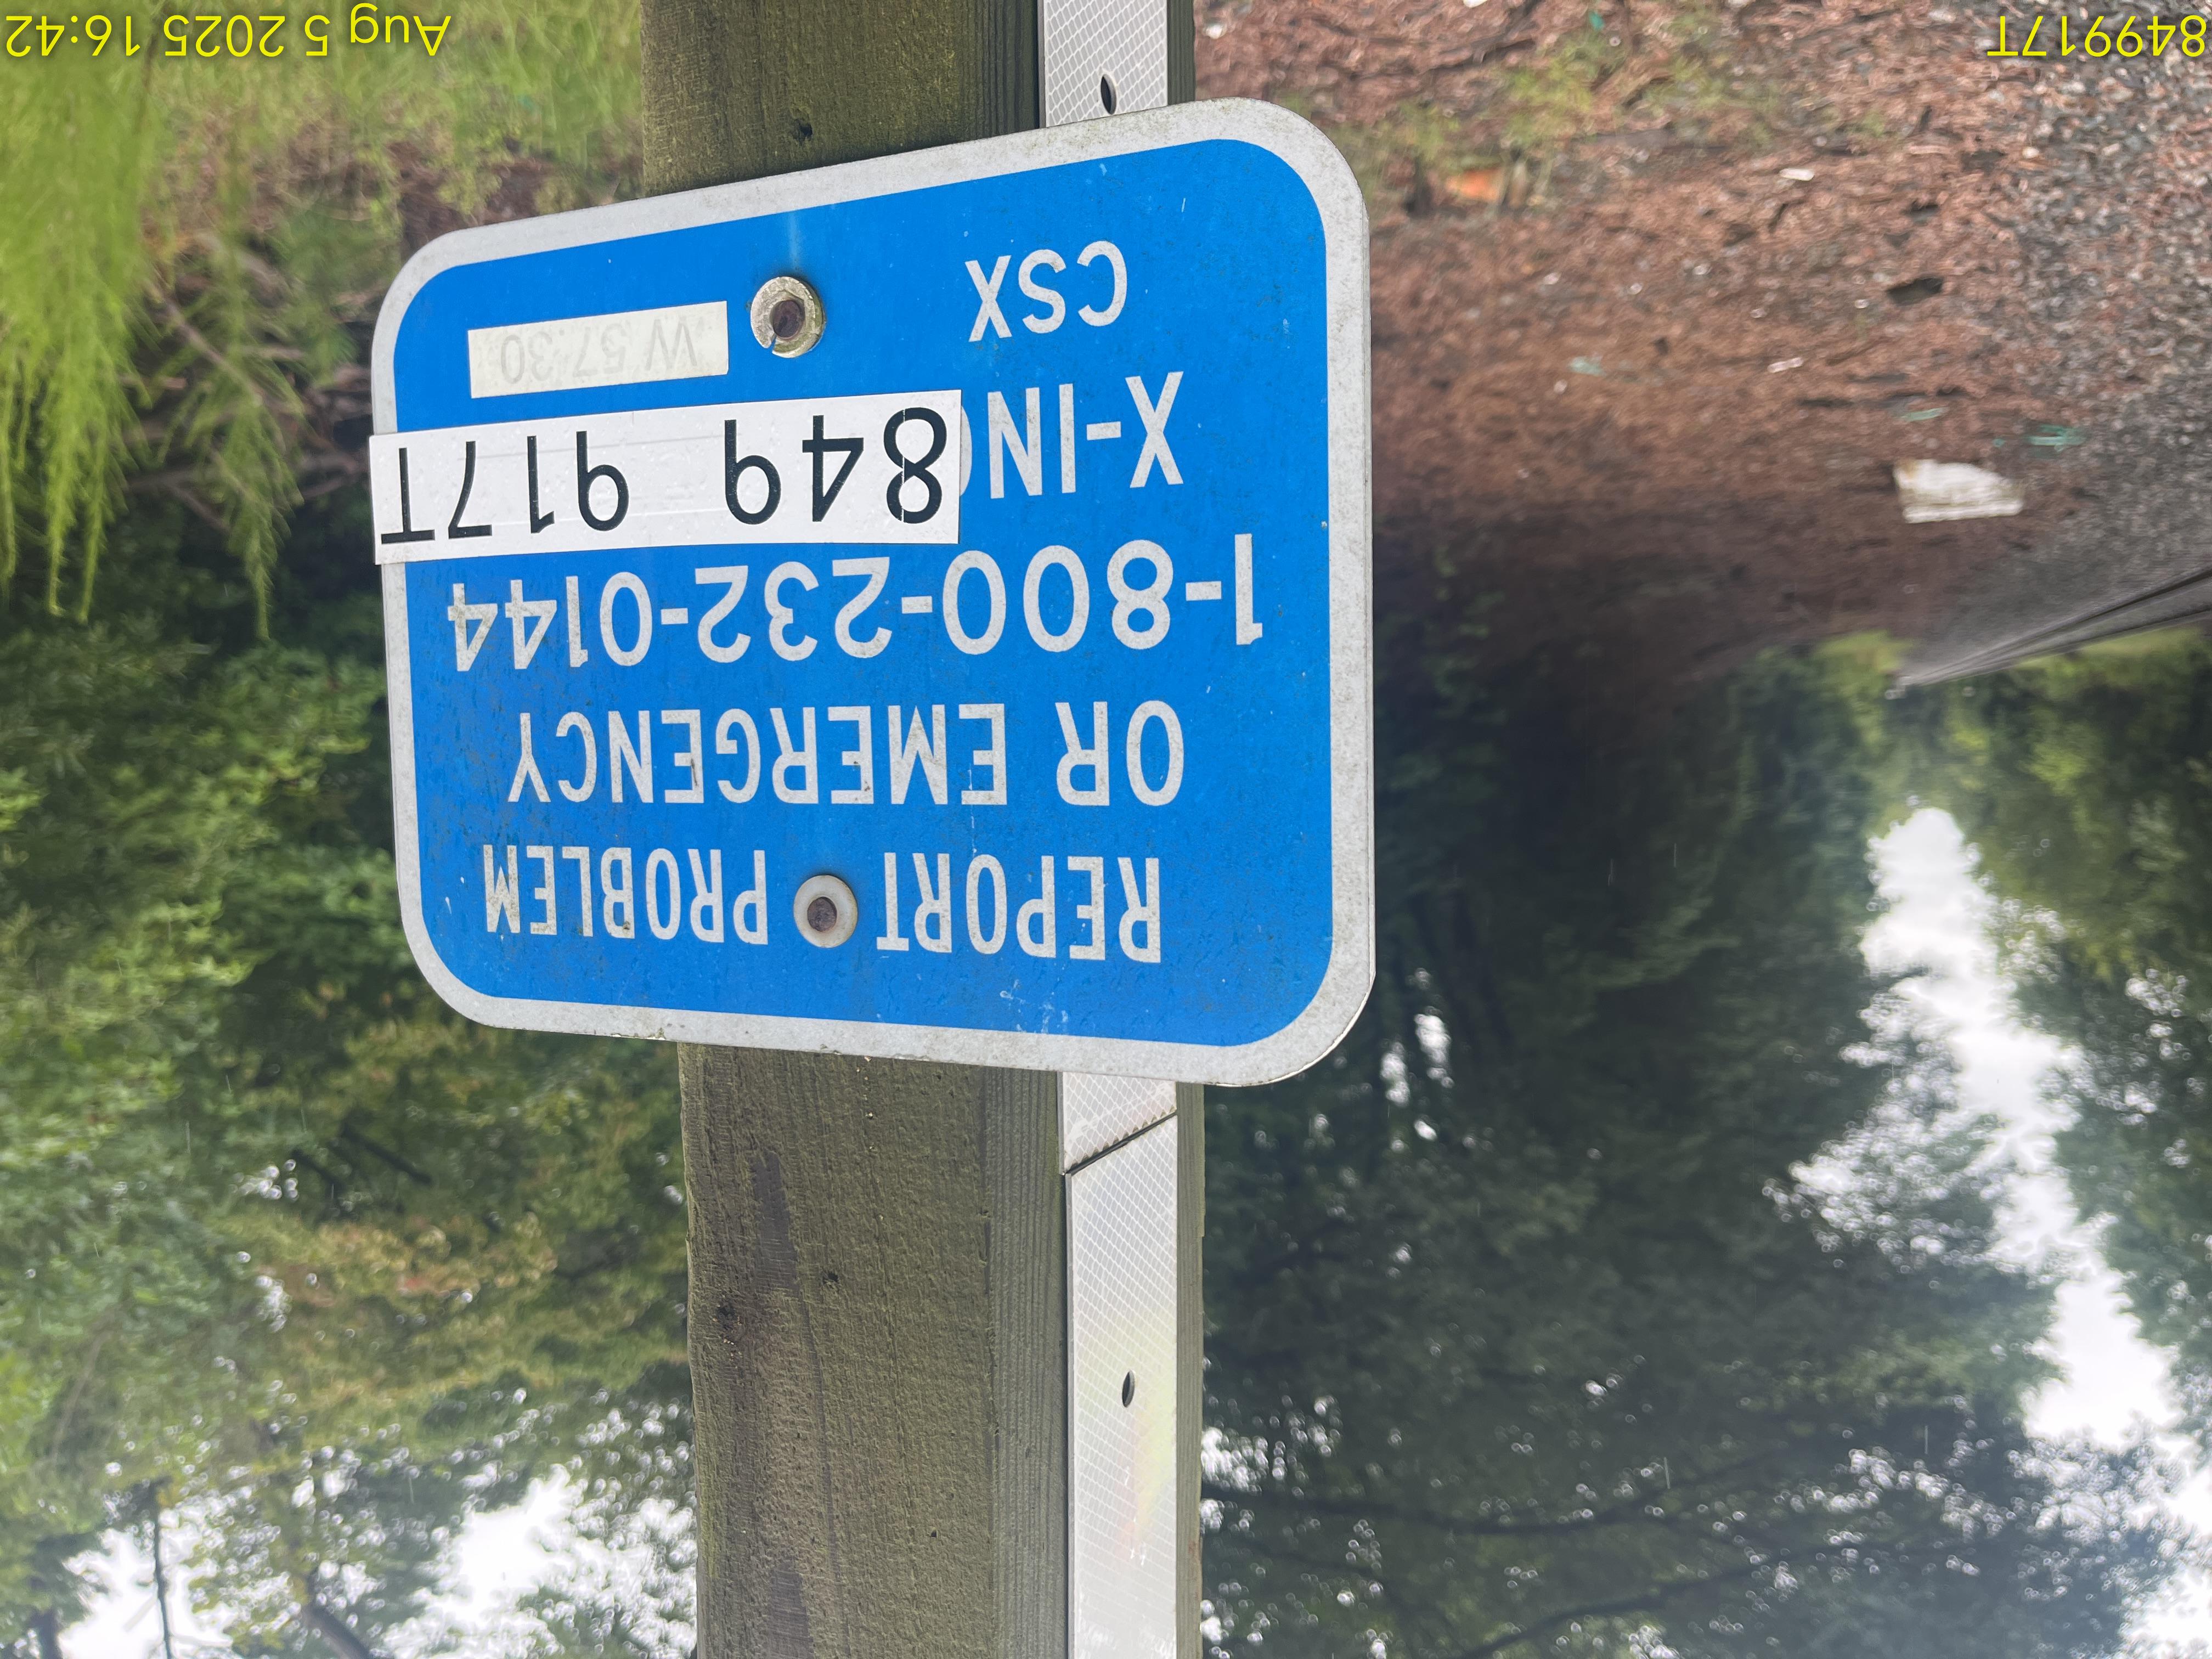 REPORT PROBLEM
OR EMERGENCY
1-800-232-0144
X-IN
849 917T
CSX
W 57.30
849917T
Aug 5 2025 16:42